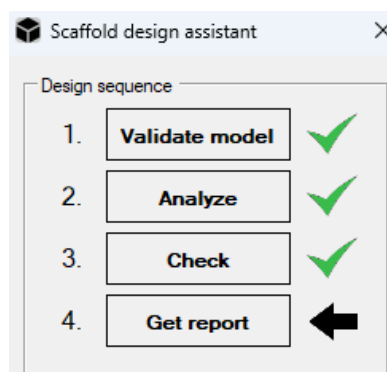 Scaffold design assistant
Design sequence
1. Validate model
2. Analyze
3. Check
4. Get report